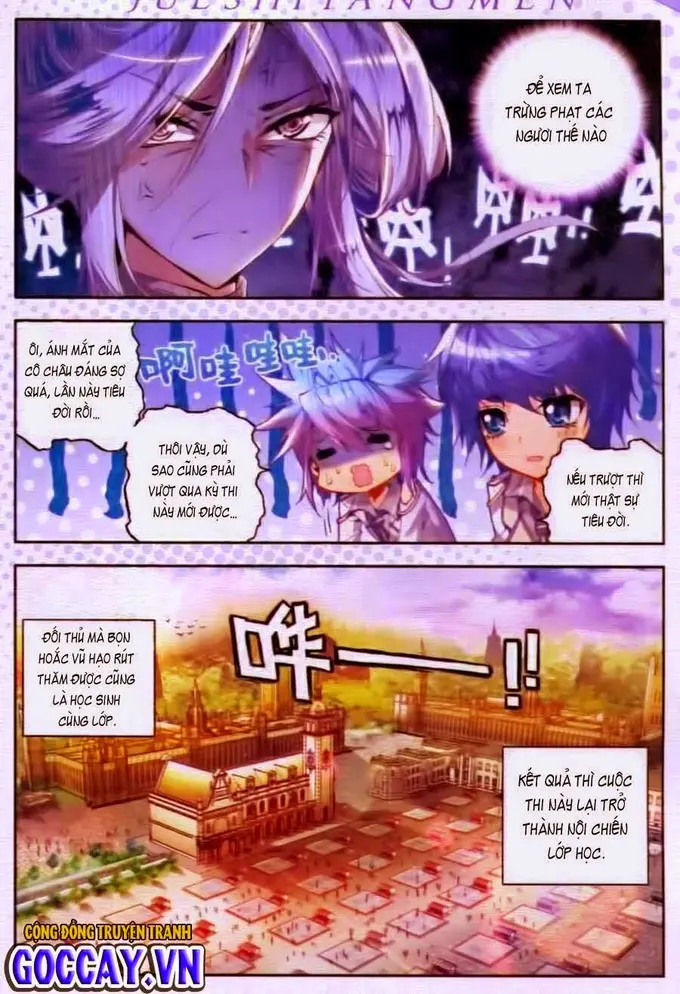 JUESHITANGMEN
ĐỂ XEM TA
TRỪNG PHẠT CÁC
NGƯƠI THẾ NÀO
ÔI, ÁNH MẮT CỦA
CÔ CHÂU ĐÁNG SỢ
QUÁ, LẦN NÀY TIÊU
ĐỜI RỒI...
啊哇哇哇..
THÔI VẬY, DÙ
SAO CŨNG PHẢI
VƯỢT QUA KỲ THI
NÀY MỚI ĐƯỢC...
NẾU TRƯỢT THÌ
MỚI THẬT SỰ
TIÊU ĐỜI.
ĐỐI THỦ MÀ BỌN
HOẮC VŨ HẠO RÚT
THĂM ĐƯỢC CŨNG
LÀ HỌC SINH
CÙNG LỚP.
KẾT QUẢ THÌ CUỘC
THI NÀY LẠI TRỞ
THÀNH NỘI CHIẾN
LỚP HỌC.
CỘNG ĐỒNG TRUYỆN TRANH
GOCCAY.VN